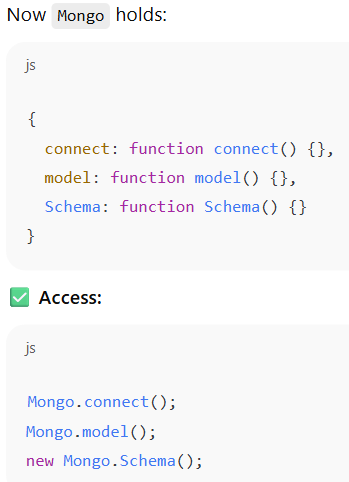 Now Mongo holds:
js
{
  connect: function connect() {},
  model: function model() {},
  Schema: function Schema() {}
}
✅ Access:
js
Mongo.connect();
Mongo.model();
new Mongo.Schema();